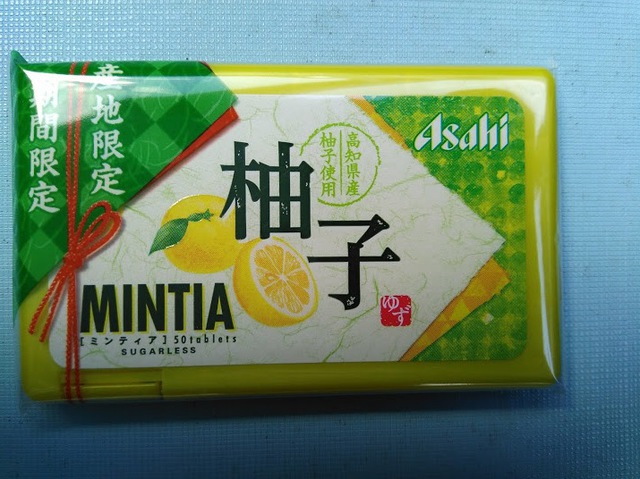 産地限定
期間限定
高知県産
柚子使用
Asahi
柚子
ゆず
MINTIA
[ミンティア] 50tablets
SUGARLESS